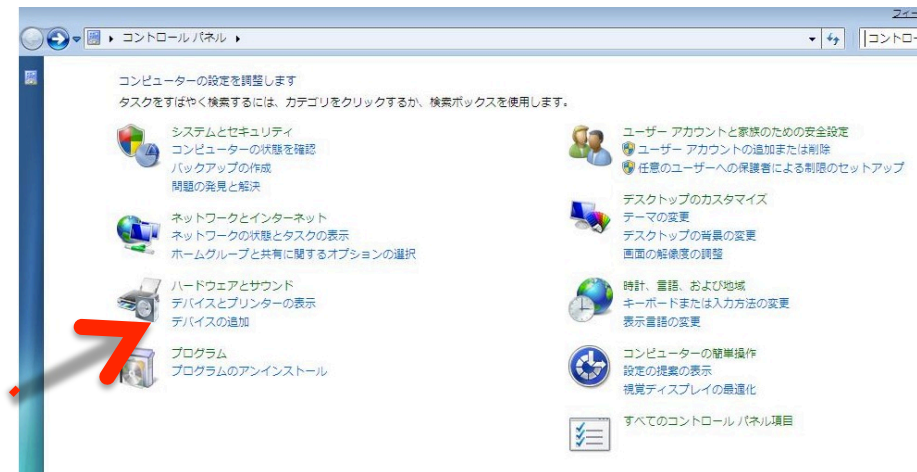 フィー
コントロール パネル
コントロー
コンピューターの設定を調整します
タスクをすばやく検索するには、カテゴリをクリックするか、検索ボックスを使用します。
システムとセキュリティ
コンピューターの状態を確認
バックアップの作成
問題の発見と解決
ネットワークとインターネット
ネットワークの状態とタスクの表示
ホームグループと共有に関するオプションの選択
ハードウェアとサウンド
デバイスとプリンターの表示
デバイスの追加
プログラム
プログラムのアンインストール
ユーザー アカウントと家族のための安全設定
ユーザー アカウントの追加または削除
任意のユーザーへの保護者による制限のセットアップ
デスクトップのカスタマイズ
テーマの変更
デスクトップの背景の変更
画面の解像度の調整
時計、言語、および地域
キーボードまたは入力方法の変更
表示言語の変更
コンピューターの簡単操作
設定の提案の表示
視覚ディスプレイの最適化
すべてのコントロール パネル項目